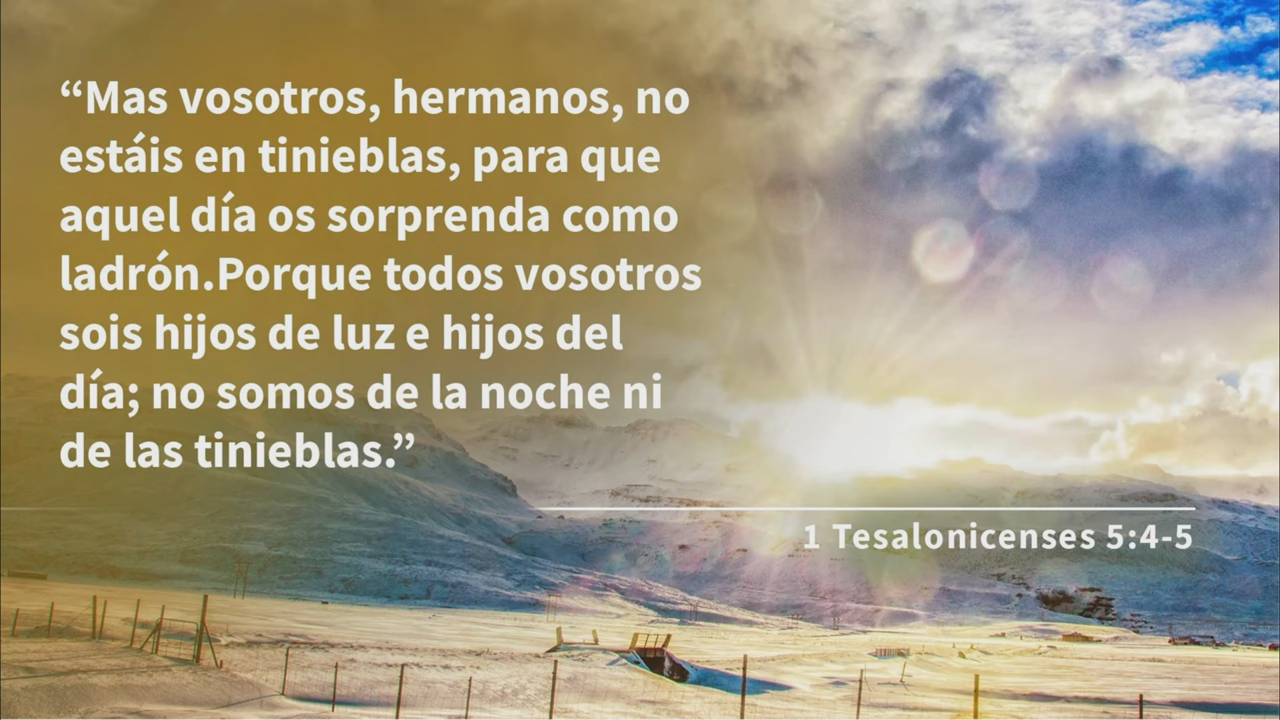 “Mas vosotros, hermanos, no
estáis en tinieblas, para que
aquel día os sorprenda como
ladrón.Porque todos vosotros
sois hijos de luz e hijos del
día; no somos de la noche ni
de las tinieblas.”
1 Tesalonicenses 5:4-5